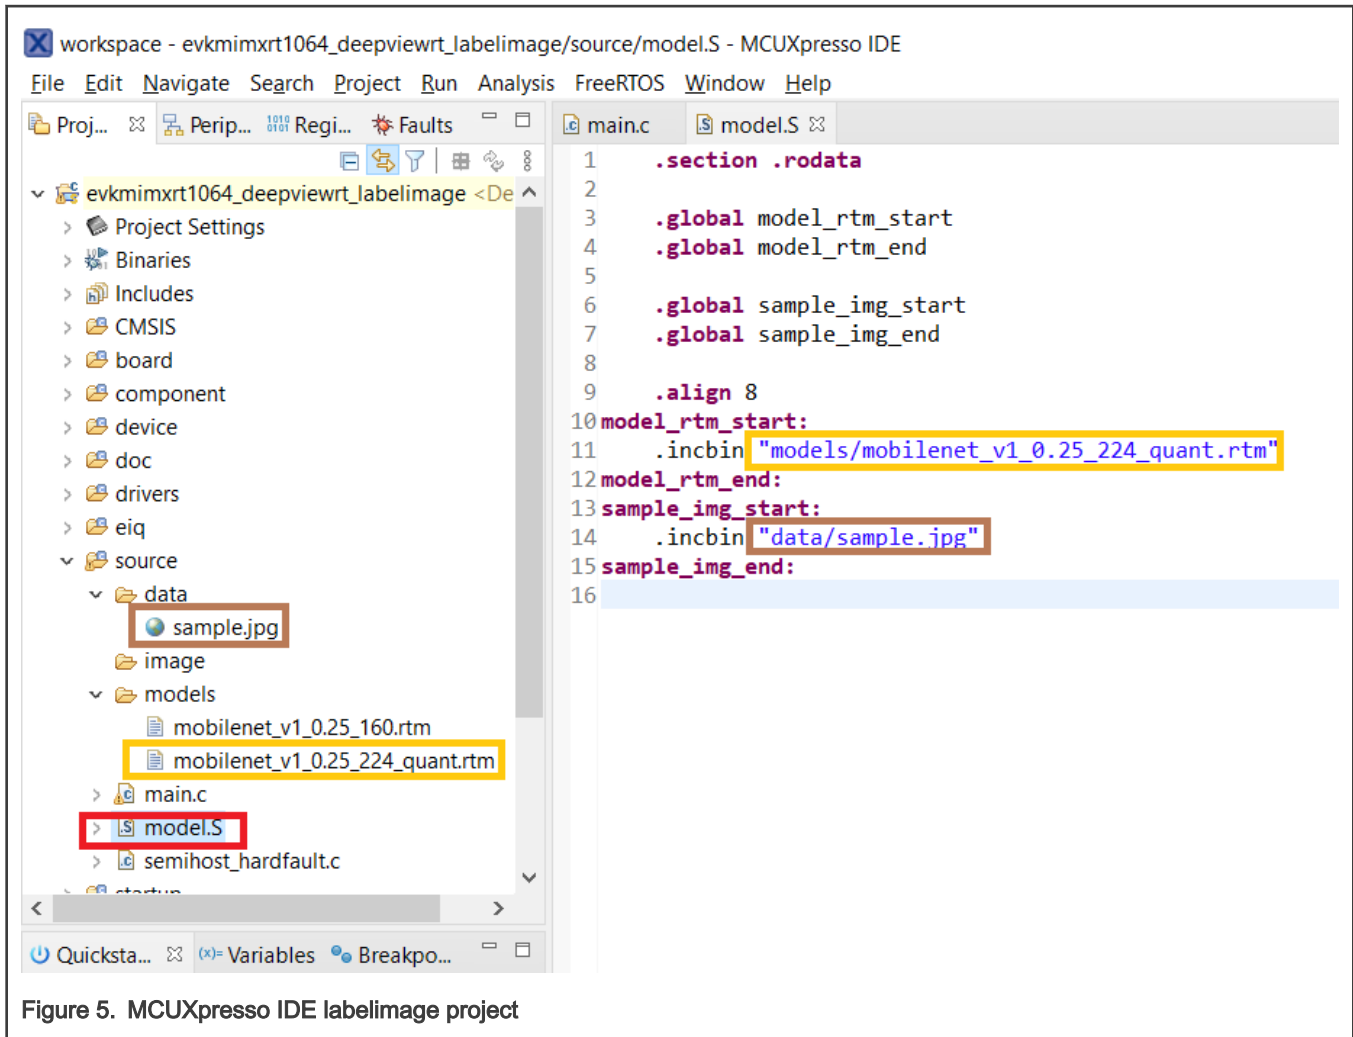 workspace - evkmimxrt1064_deepviewrt_labelimage/source/model.S - MCUXpresso IDE
File Edit Navigate Search Project Run Analysis FreeRTOS Window Help
Proj... Perip... Regi... Faults
evkmimxrt1064_deepviewrt_labelimage <De
Project Settings
Binaries
Includes
CMSIS
board
component
device
doc
drivers
eiq
source
data
sample.jpg
image
models
mobilenet_v1_0.25_160.rtm
mobilenet_v1_0.25_224_quant.rtm
main.c
model.S
semihost_hardfault.c
startup
Quicksta... (x)= Variables Breakpo...
main.c model.S
1 .section .rodata
2
3 .global model_rtm_start
4 .global model_rtm_end
5
6 .global sample_img_start
7 .global sample_img_end
8
9 .align 8
10 model_rtm_start:
11 .incbin "models/mobilenet_v1_0.25_224_quant.rtm"
12 model_rtm_end:
13 sample_img_start:
14 .incbin "data/sample.jpg"
15 sample_img_end:
16
Figure 5. MCUXpresso IDE labelimage project